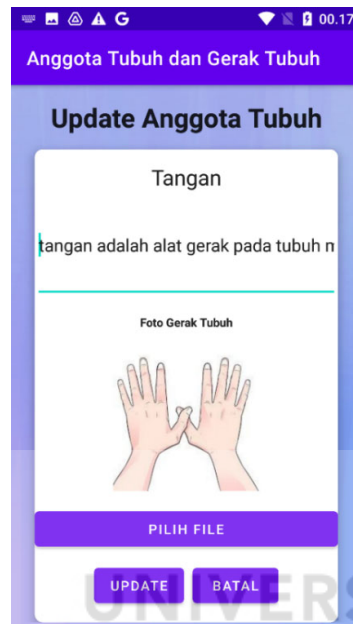 G 00.17
Anggota Tubuh dan Gerak Tubuh
Update Anggota Tubuh
Tangan
tangan adalah alat gerak pada tubuh m
Foto Gerak Tubuh
PILIH FILE
UPDATE BATAL
UNIVERS